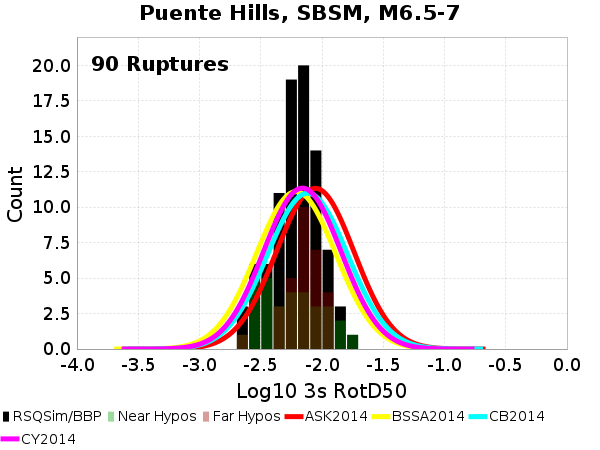 Puente Hills, SBSM, M6.5-7
90 Ruptures
Count
20.0
17.5
15.0
12.5
10.0
7.5
5.0
2.5
0.0
-4.0 -3.5 -3.0 -2.5 -2.0 -1.5 -1.0 -0.5 0.0
Log10 3s RotD50
RSQSim/BBP Near Hypos Far Hypos ASK2014 BSSA2014 CB2014
CY2014